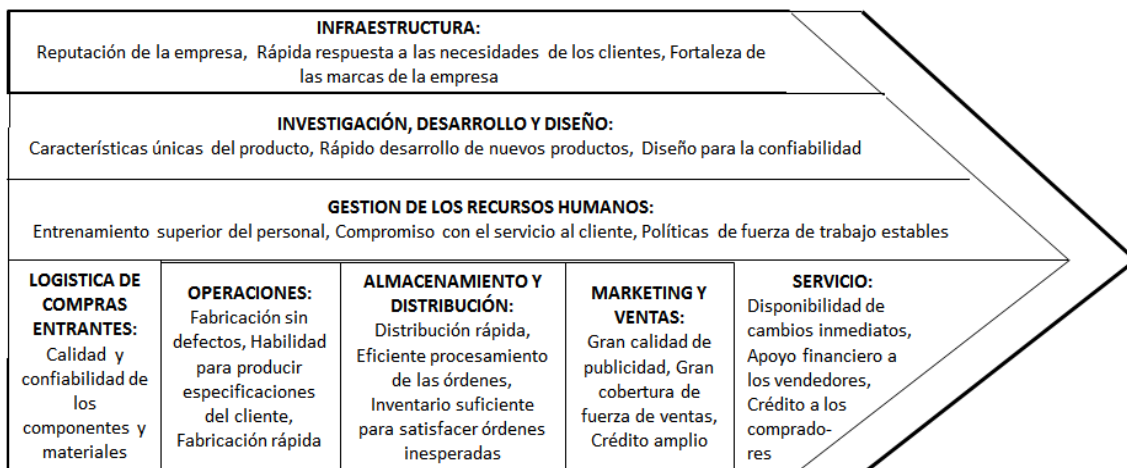 INFRAESTRUCTURA:
Reputación de la empresa, Rápida respuesta a las necesidades de los clientes, Fortaleza de
las marcas de la empresa
INVESTIGACIÓN, DESARROLLO Y DISEÑO:
Características únicas del producto, Rápido desarrollo de nuevos productos, Diseño para la confiabilidad
GESTION DE LOS RECURSOS HUMANOS:
Entrenamiento superior del personal, Compromiso con el servicio al cliente, Políticas de fuerza de trabajo estables
LOGISTICA DE
COMPRAS
ENTRANTES:
Calidad y
confiabilidad de
los
componentes y
materiales
OPERACIONES:
Fabricación sin
defectos, Habilidad
para producir
especificaciones
del cliente,
Fabricación rápida
ALMACENAMIENTO Y
DISTRIBUCIÓN:
Distribución rápida,
Eficiente procesamiento
de las órdenes,
Inventario suficiente
para satisfacer órdenes
inesperadas
MARKETING Y
VENTAS:
Gran calidad de
publicidad, Gran
cobertura de
fuerza de ventas,
Crédito amplio
SERVICIO:
Disponibilidad de
cambios inmediatos,
Apoyo financiero a
los vendedores,
Crédito a los
comprado-
res